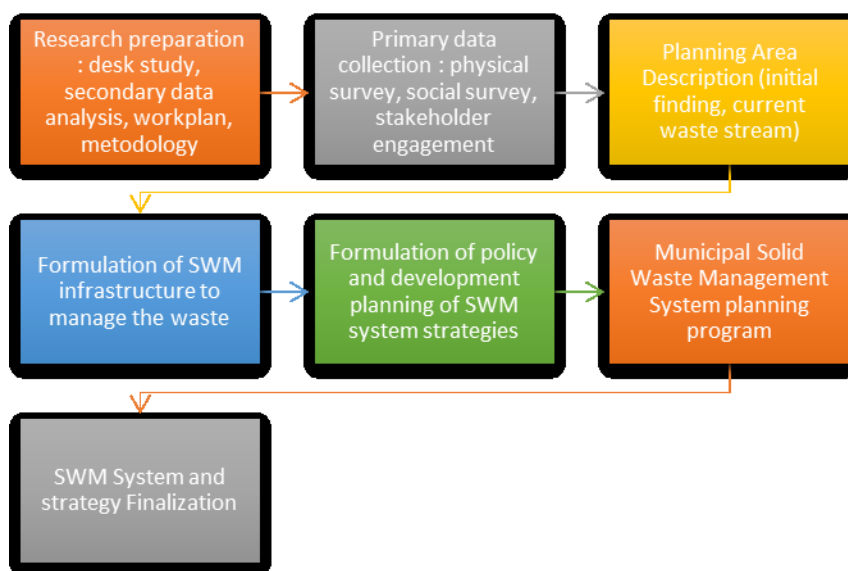 Research preparation
: desk study,
secondary data
analysis, workplan,
metodology
Primary data
collection : physical
survey, social survey,
stakeholder
engagement
Planning Area
Description (initial
finding, current
waste stream)
Formulation of SWM
infrastructure to
manage the waste
Formulation of policy
and development
planning of SWM
system strategies
Municipal Solid
Waste Management
System planning
program
SWM System and
strategy Finalization